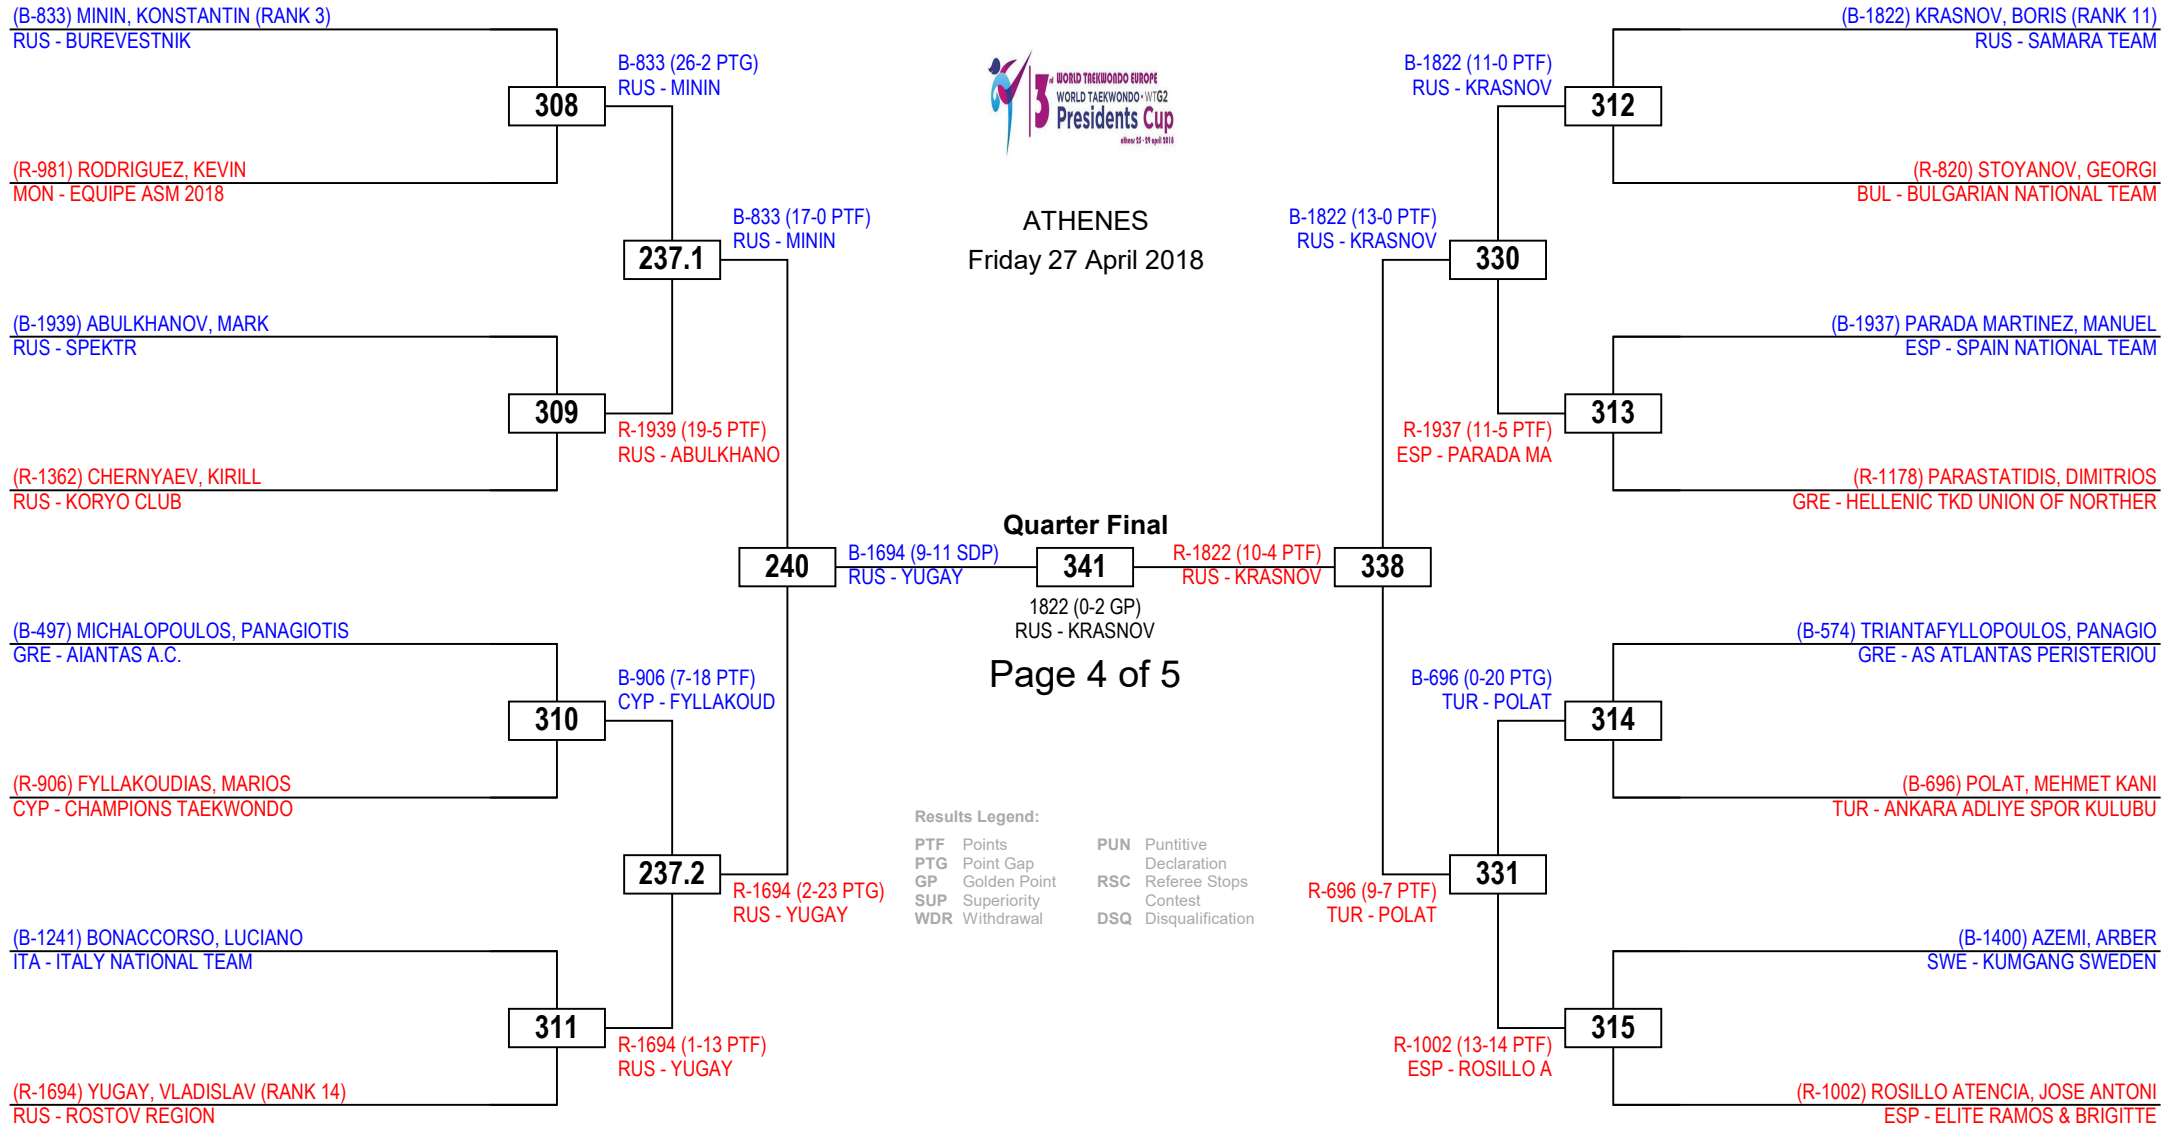 (B-833) MININ, KONSTANTIN (RANK 3)
RUS - BUREVESTNIK
(R-981) RODRIGUEZ, KEVIN
MON - EQUIPE ASM 2018
(B-1939) ABULKHANOV, MARK
RUS - SPEKTR
(R-1362) CHERNYAEV, KIRILL
RUS - KORYO CLUB
(B-497) MICHALOPOULOS, PANAGIOTIS
GRE - AIANTAS A.C.
(R-906) FYLLAKOUDIAS, MARIOS
CYP - CHAMPIONS TAEKWONDO
(B-1241) BONACCORSO, LUCIANO
ITA - ITALY NATIONAL TEAM
(R-1694) YUGAY, VLADISLAV (RANK 14)
RUS - ROSTOV REGION
308
309
310
311
B-833 (26-2 PTG)
RUS - MININ
R-1939 (19-5 PTF)
RUS - ABULKHANO
B-906 (7-18 PTF)
CYP - FYLLAKOUD
R-1694 (1-13 PTF)
RUS - YUGAY
237.1
237.2
B-833 (17-0 PTF)
RUS - MININ
R-1694 (2-23 PTG)
RUS - YUGAY
240
B-1694 (9-11 SDP)
RUS - YUGAY
3rd WORLD TAEKWONDO EUROPE
WORLD TAEKWONDO • WTG2
Presidents Cup
athens 25 - 29 april 2018
ATHENES
Friday 27 April 2018
Quarter Final
341
1822 (0-2 GP)
RUS - KRASNOV
Page 4 of 5
Results Legend:
PTF Points
PTG Point Gap
GP Golden Point
SUP Superiority
WDR Withdrawal
PUN Puntitive
Declaration
RSC Referee Stops
Contest
DSQ Disqualification
R-1822 (10-4 PTF)
RUS - KRASNOV
338
B-1822 (13-0 PTF)
RUS - KRASNOV
R-696 (9-7 PTF)
TUR - POLAT
330
331
B-1822 (11-0 PTF)
RUS - KRASNOV
R-1937 (11-5 PTF)
ESP - PARADA MA
B-696 (0-20 PTG)
TUR - POLAT
R-1002 (13-14 PTF)
ESP - ROSILLO A
312
313
314
315
(B-1822) KRASNOV, BORIS (RANK 11)
RUS - SAMARA TEAM
(R-820) STOYANOV, GEORGI
BUL - BULGARIAN NATIONAL TEAM
(B-1937) PARADA MARTINEZ, MANUEL
ESP - SPAIN NATIONAL TEAM
(R-1178) PARASTATIDIS, DIMITRIOS
GRE - HELLENIC TKD UNION OF NORTHER
(B-574) TRIANTAFYLLOPOULOS, PANAGIO
GRE - AS ATLANTAS PERISTERIOU
(B-696) POLAT, MEHMET KANI
TUR - ANKARA ADLIYE SPOR KULUBU
(B-1400) AZEMI, ARBER
SWE - KUMGANG SWEDEN
(R-1002) ROSILLO ATENCIA, JOSE ANTONI
ESP - ELITE RAMOS & BRIGITTE